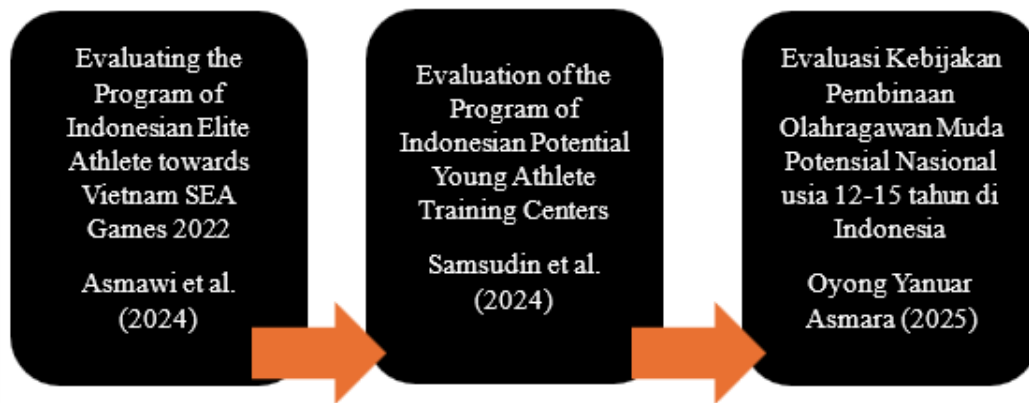 Evaluating the
Program of
Indonesian Elite
Athlete towards
Vietnam SEA
Games 2022
Asmawi et al.
(2024)
Evaluation of the
Program of
Indonesian Potential
Young Athlete
Training Centers
Samsudin et al.
(2024)
Evaluasi Kebijakan
Pembinaan
Olahragawan Muda
Potensial Nasional
usia 12-15 tahun di
Indonesia
Oyong Yanuar
Asmara (2025)